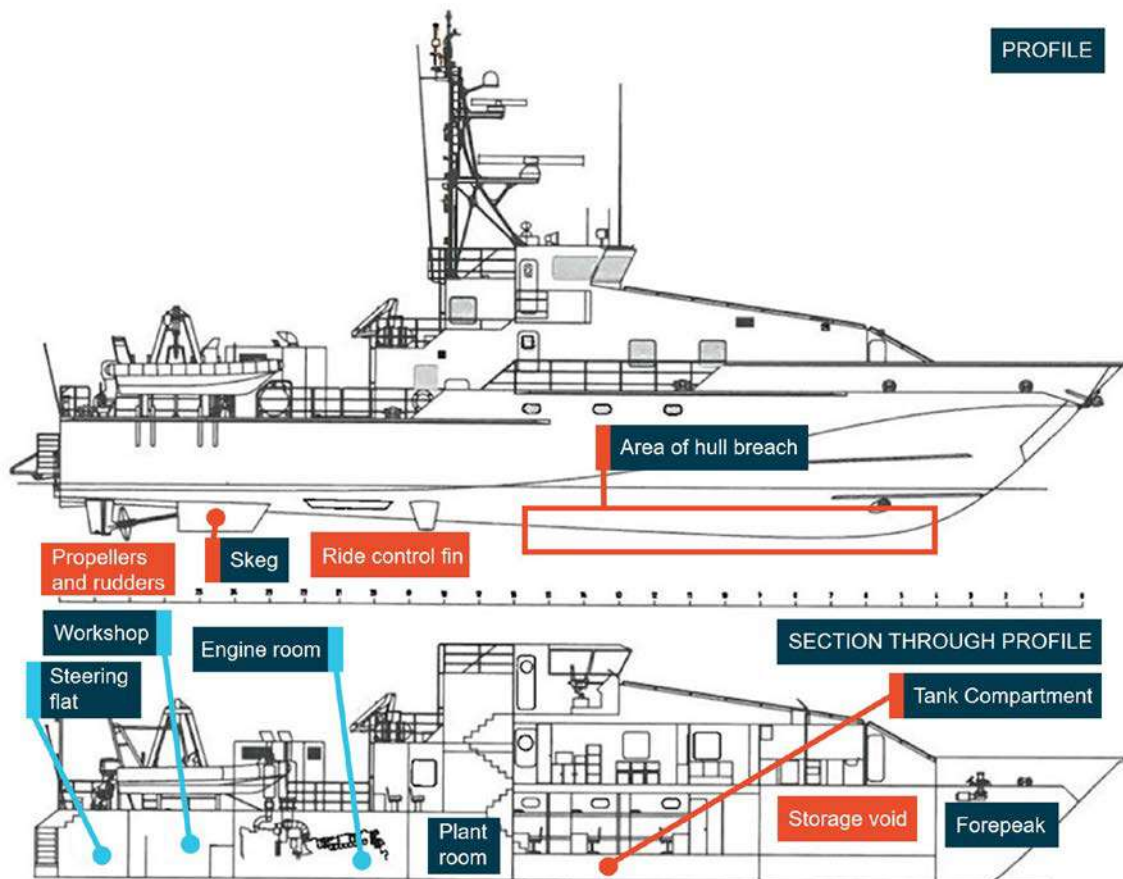 PROFILE
Area of hull breach
Propellers
and rudders
Skeg
Ride control fin
Workshop
Engine room
SECTION THROUGH PROFILE
Steering
flat
Tank Compartment
Plant
room
Storage void
Forepeak